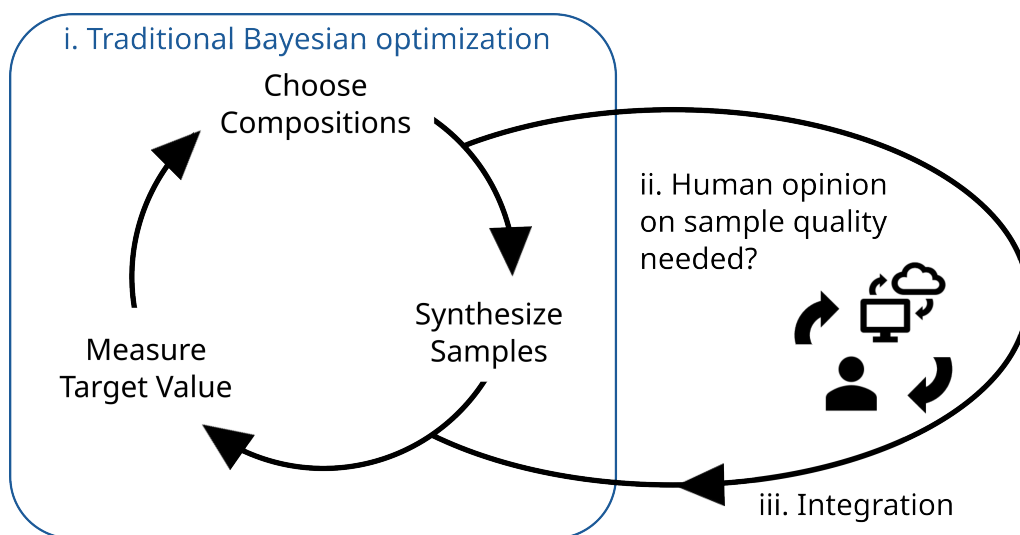 i. Traditional Bayesian optimization
Choose
Compositions
ii. Human opinion
on sample quality
needed?
Synthesize
Samples
Measure
Target Value
iii. Integration